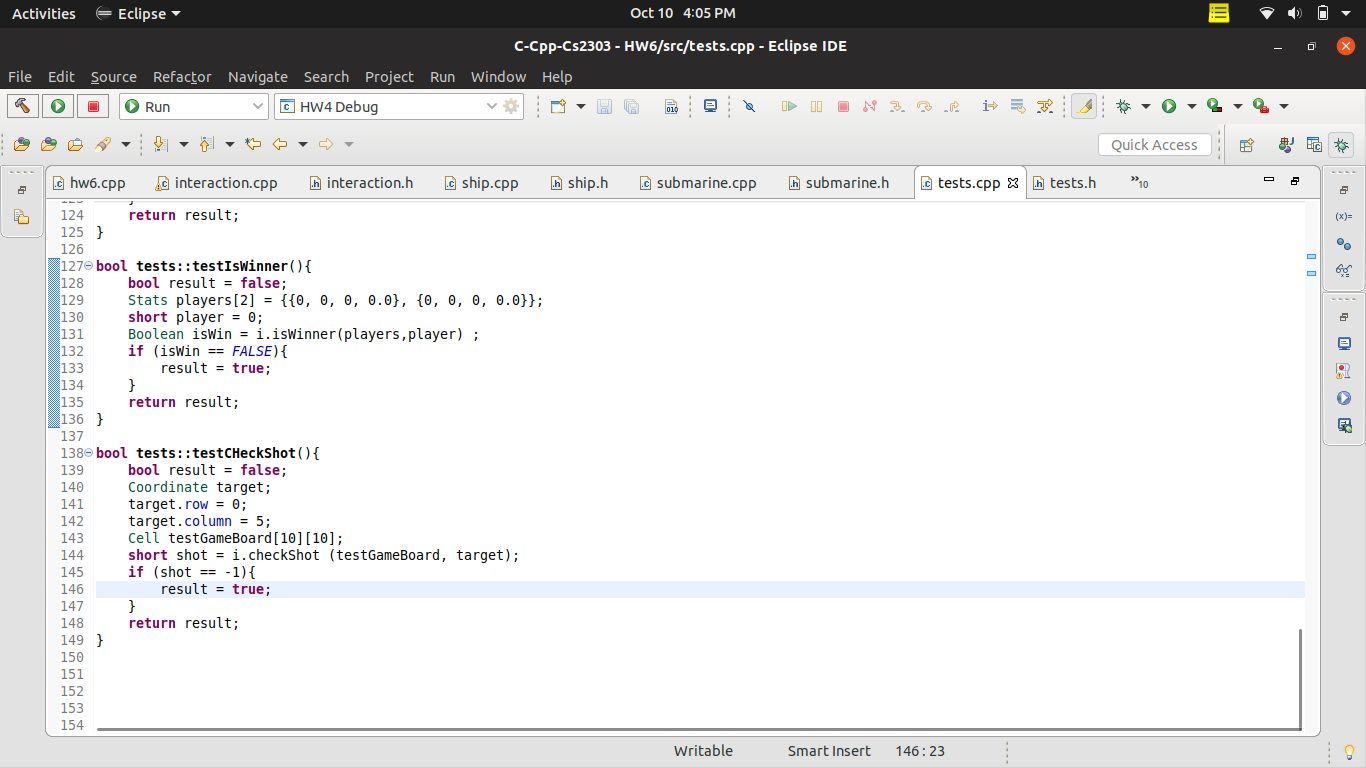 Activities Eclipse Oct 10 4:05 PM
C-Cpp-Cs2303 - HW6/src/tests.cpp - Eclipse IDE
File Edit Source Refactor Navigate Search Project Run Window Help
Run HW4 Debug
Quick Access
hw6.cpp interaction.cpp interaction.h ship.cpp ship.h submarine.cpp submarine.h tests.cpp tests.h »10
124 return result;
125 }
126
127 bool tests::testIsWinner(){
128 bool result = false;
129 Stats players[2] = {{0, 0, 0, 0.0}, {0, 0, 0, 0.0}};
130 short player = 0;
131 Boolean isWin = i.isWinner(players,player) ;
132 if (isWin == FALSE){
133 result = true;
134 }
135 return result;
136 }
137
138 bool tests::testCHeckShot(){
139 bool result = false;
140 Coordinate target;
141 target.row = 0;
142 target.column = 5;
143 Cell testGameBoard[10][10];
144 short shot = i.checkShot (testGameBoard, target);
145 if (shot == -1){
146 result = true;
147 }
148 return result;
149 }
150
151
152
153
154
Writable Smart Insert 146 : 23